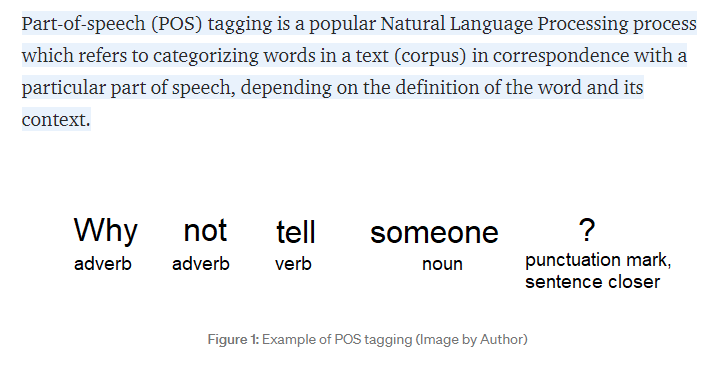 Part-of-speech (POS) tagging is a popular Natural Language Processing process
which refers to categorizing words in a text (corpus) in correspondence with a
particular part of speech, depending on the definition of the word and its
context.
Why not tell someone ?
adverb adverb verb noun punctuation mark,
sentence closer
Figure 1: Example of POS tagging (Image by Author)